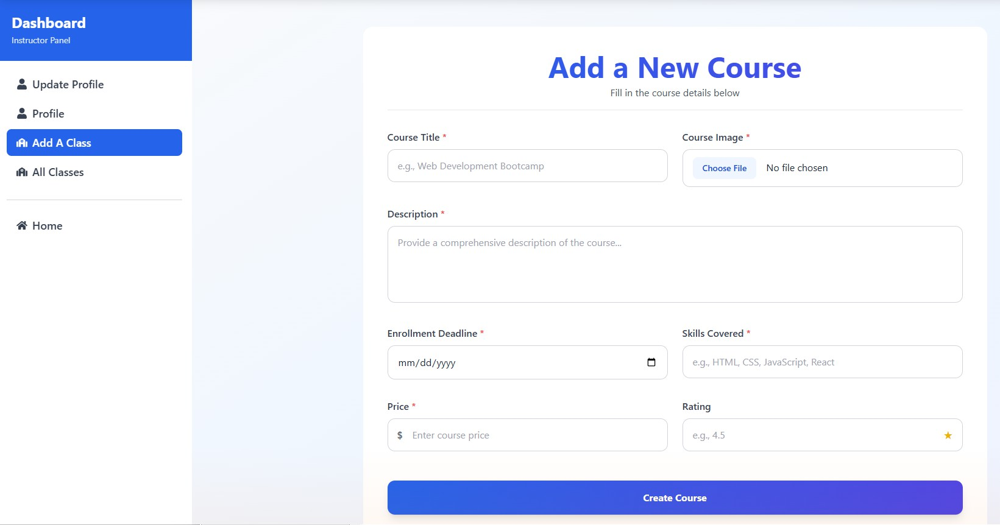 Dashboard
Instructor Panel
Update Profile
Profile
Add A Class
All Classes
Home
Add a New Course
Fill in the course details below
Course Title *
e.g., Web Development Bootcamp
Course Image *
Choose File No file chosen
Description *
Provide a comprehensive description of the course...
Enrollment Deadline *
mm/dd/yyyy
Skills Covered *
e.g., HTML, CSS, JavaScript, React
Price *
$ Enter course price
Rating
e.g., 4.5 ★
Create Course